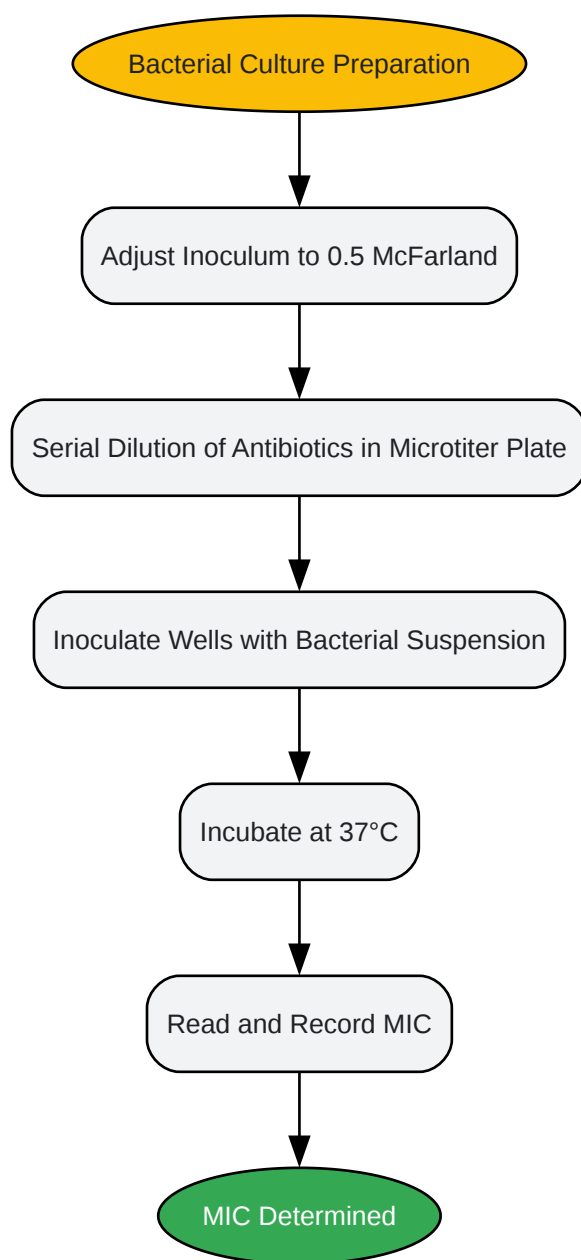 Bacterial Culture Preparation
Adjust Inoculum to 0.5 McFarland
Serial Dilution of Antibiotics in Microtiter Plate
Inoculate Wells with Bacterial Suspension
Incubate at 37°C
Read and Record MIC
MIC Determined